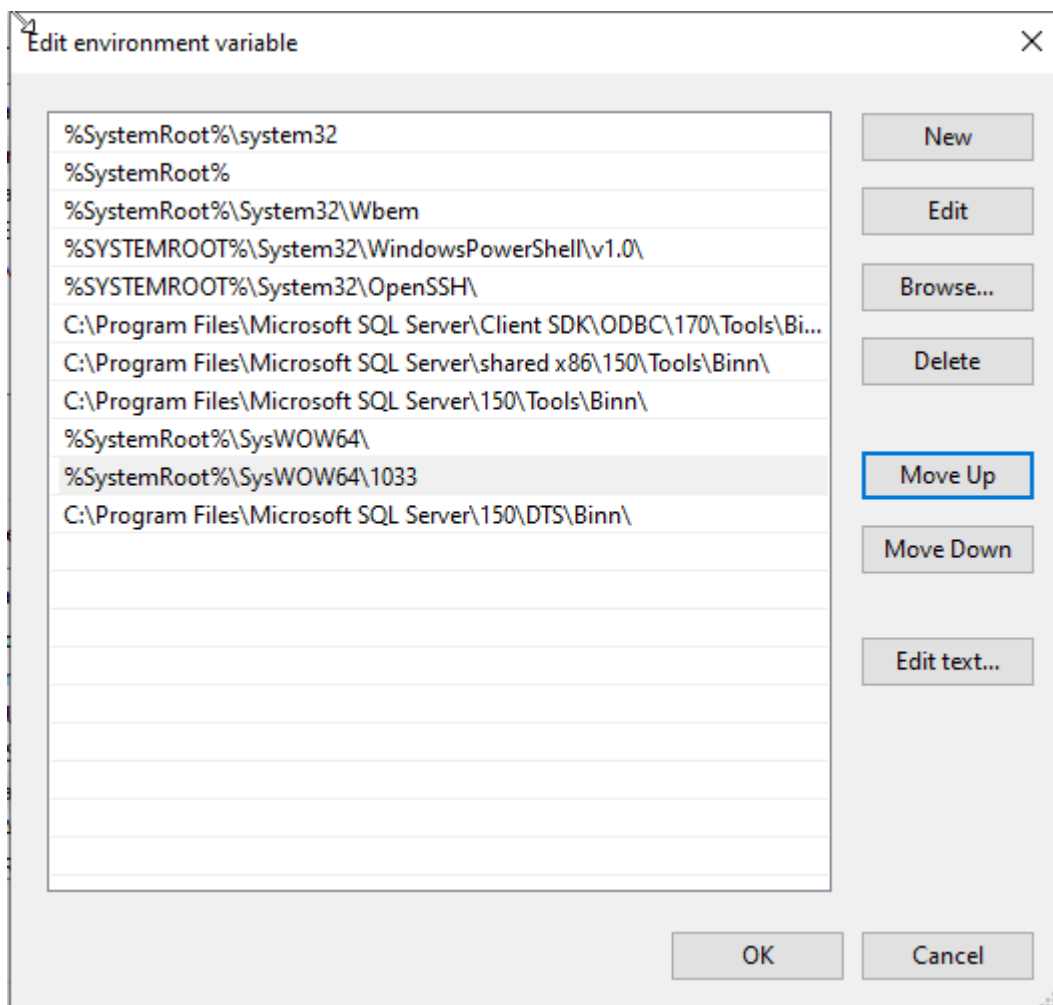 Edit environment variable
%SystemRoot%\system32
%SystemRoot%
%SystemRoot%\System32\Wbem
%SYSTEMROOT%\System32\WindowsPowerShell\v1.0\
%SYSTEMROOT%\System32\OpenSSH\
C:\Program Files\Microsoft SQL Server\Client SDK\ODBC\170\Tools\Bi...
C:\Program Files\Microsoft SQL Server\shared x86\150\Tools\Binn\
C:\Program Files\Microsoft SQL Server\150\Tools\Binn\
%SystemRoot%\SysWOW64\
%SystemRoot%\SysWOW64\1033
C:\Program Files\Microsoft SQL Server\150\DTS\Binn\
New
Edit
Browse...
Delete
Move Up
Move Down
Edit text...
OK
Cancel